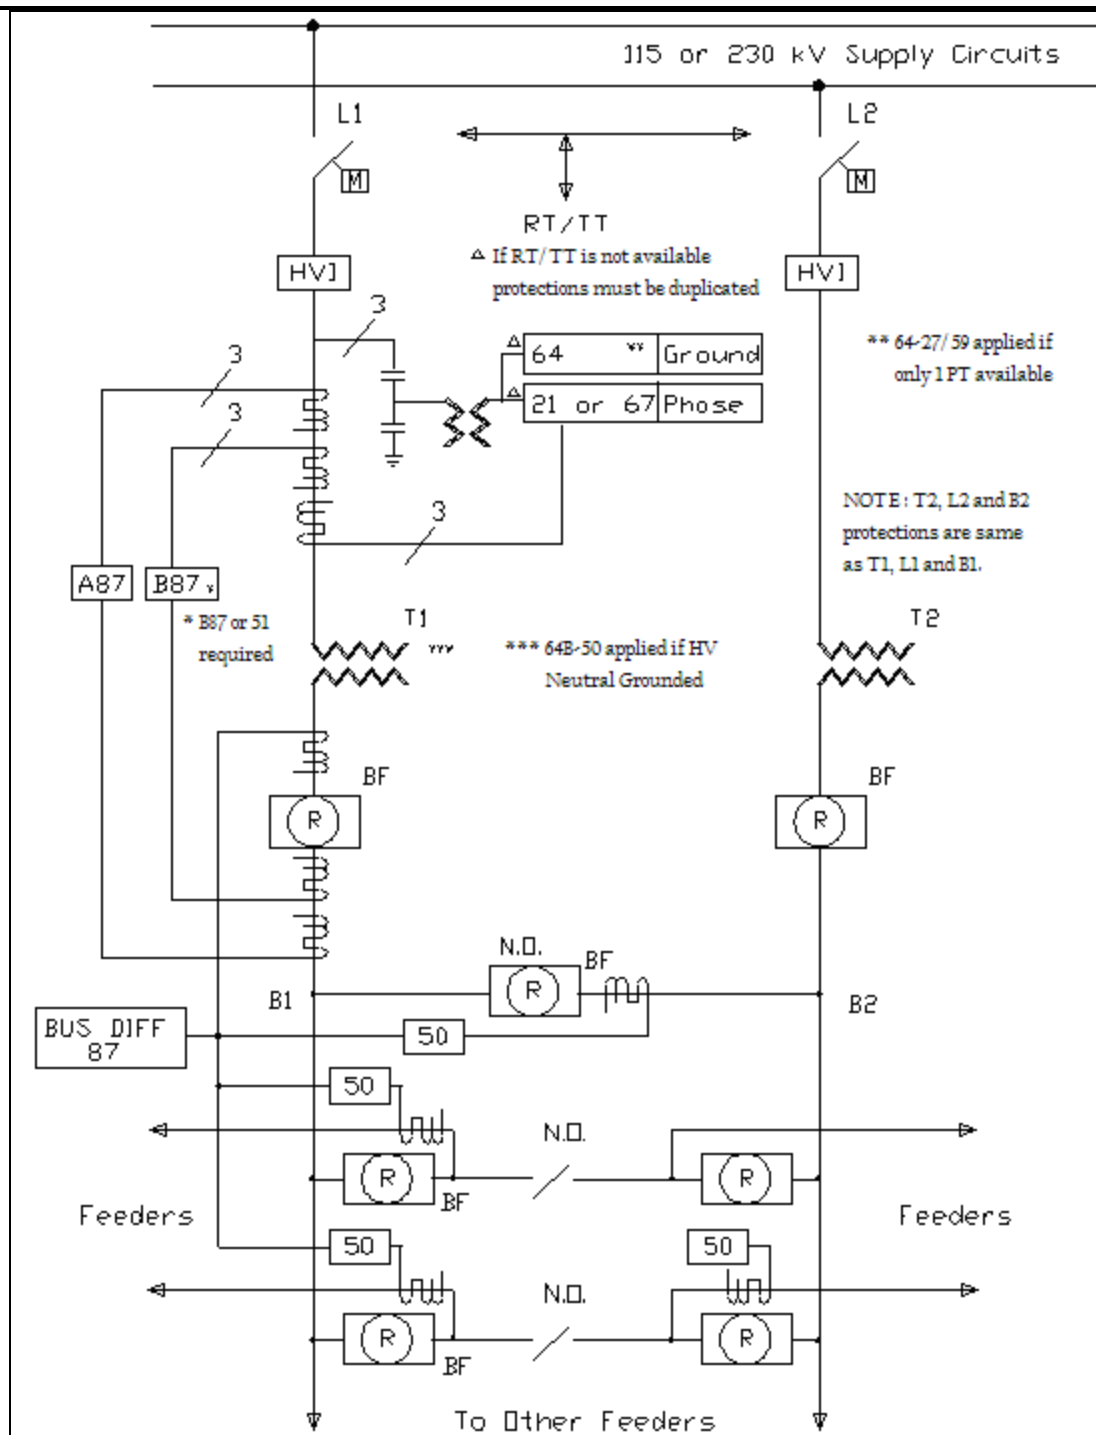 115 or 230 kV Supply Circuits
L1
L2
M
M
RT/TT
△ If RT/TT is not available
protections must be duplicated
HVI
HVI
3
3
3
△ 64 ** Ground
△ 21 or 67 Phase
** 64-27/59 applied if
only 1 PT available
3
NOTE: T2, L2 and B2
protections are same
as T1, L1 and B1.
A87
B87 *
* B87 or 51
required
T1 ***
*** 64B-50 applied if HV
Neutral Grounded
T2
BF
BF
R
R
N.O.
BF
R
B1
B2
BUS DIFF
87
50
50
N.O.
R
R
BF
Feeders
Feeders
50
50
N.O.
R
R
BF
To Other Feeders